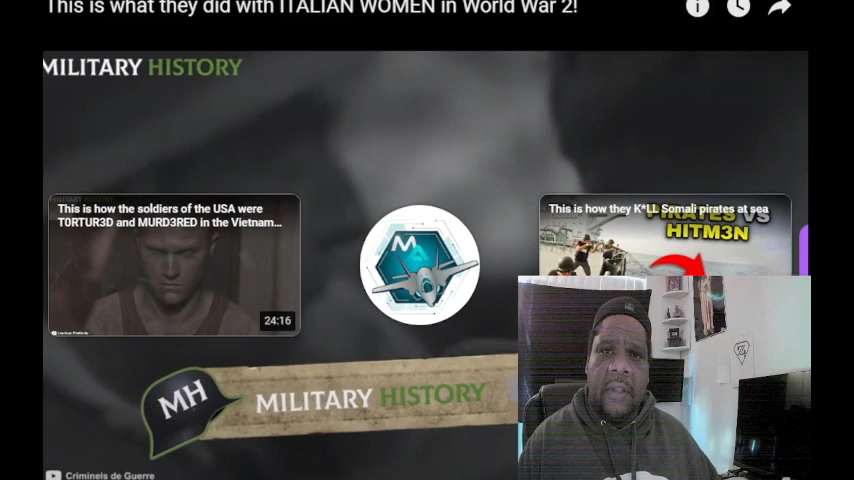 This is what they did with ITALIAN WOMEN in World War 2!
MILITARY HISTORY
This is how the soldiers of the USA were
T0RTUR3D and MURD3RED in the Vietnam...
24:16
This is how they K*LL Somali pirates at sea
PIRATES VS
HITM3N
MH
MILITARY HISTORY
Criminels de Guerre